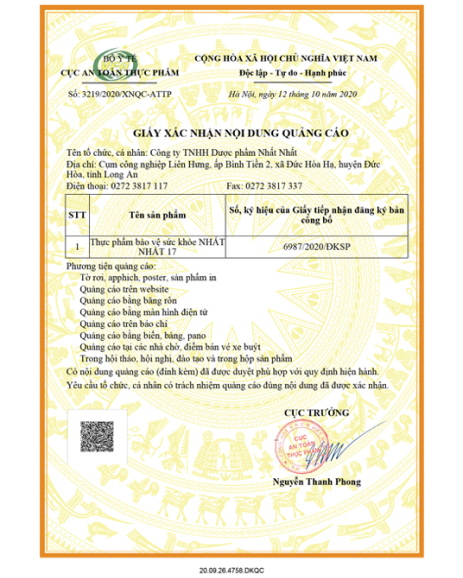 BỘ Y TẾ
CỤC AN TOÀN THỰC PHẨM
CỘNG HÒA XÃ HỘI CHỦ NGHĨA VIỆT NAM
Độc lập - Tự do - Hạnh phúc
Số: 3219/2020/XNQC-ATTP
Hà Nội, ngày 12 tháng 10 năm 2020
GIẤY XÁC NHẬN NỘI DUNG QUẢNG CÁO
Tên tổ chức, cá nhân: Công ty TNHH Dược phẩm Nhất Nhất
Địa chỉ: Cụm công nghiệp Liên Hưng, ấp Bình Tiền 2, xã Đức Hòa Hạ, huyện Đức
Hòa, tỉnh Long An
Điện thoại: 0272 3817 117 Fax: 0272 3817 337
STT
Tên sản phẩm
Số, ký hiệu của Giấy tiếp nhận đăng ký bản
công bố
1
Thực phẩm bảo vệ sức khỏe NHẤT
NHẤT 17
6987/2020/ĐKSP
Phương tiện quảng cáo:
Tờ rơi, apphich, poster, sản phẩm in
Quảng cáo trên website
Quảng cáo bằng băng rôn
Quảng cáo bằng màn hình điện tử
Quảng cáo trên báo chí
Quảng cáo bằng biển, bảng, pano
Quảng cáo tại các nhà chờ, điểm bán vé xe buýt
Trong hội thảo, hội nghị, đào tạo và trong hộp sản phẩm
Có nội dung quảng cáo (đính kèm) đã được duyệt phù hợp với quy định hiện hành.
Yêu cầu tổ chức, cá nhân có trách nhiệm quảng cáo đúng nội dung đã được xác nhận.
CỤC TRƯỞNG
CỤC
AN TOÀN
THỰC PHẨM
Nguyễn Thanh Phong
20.09.26.4758.DKQC